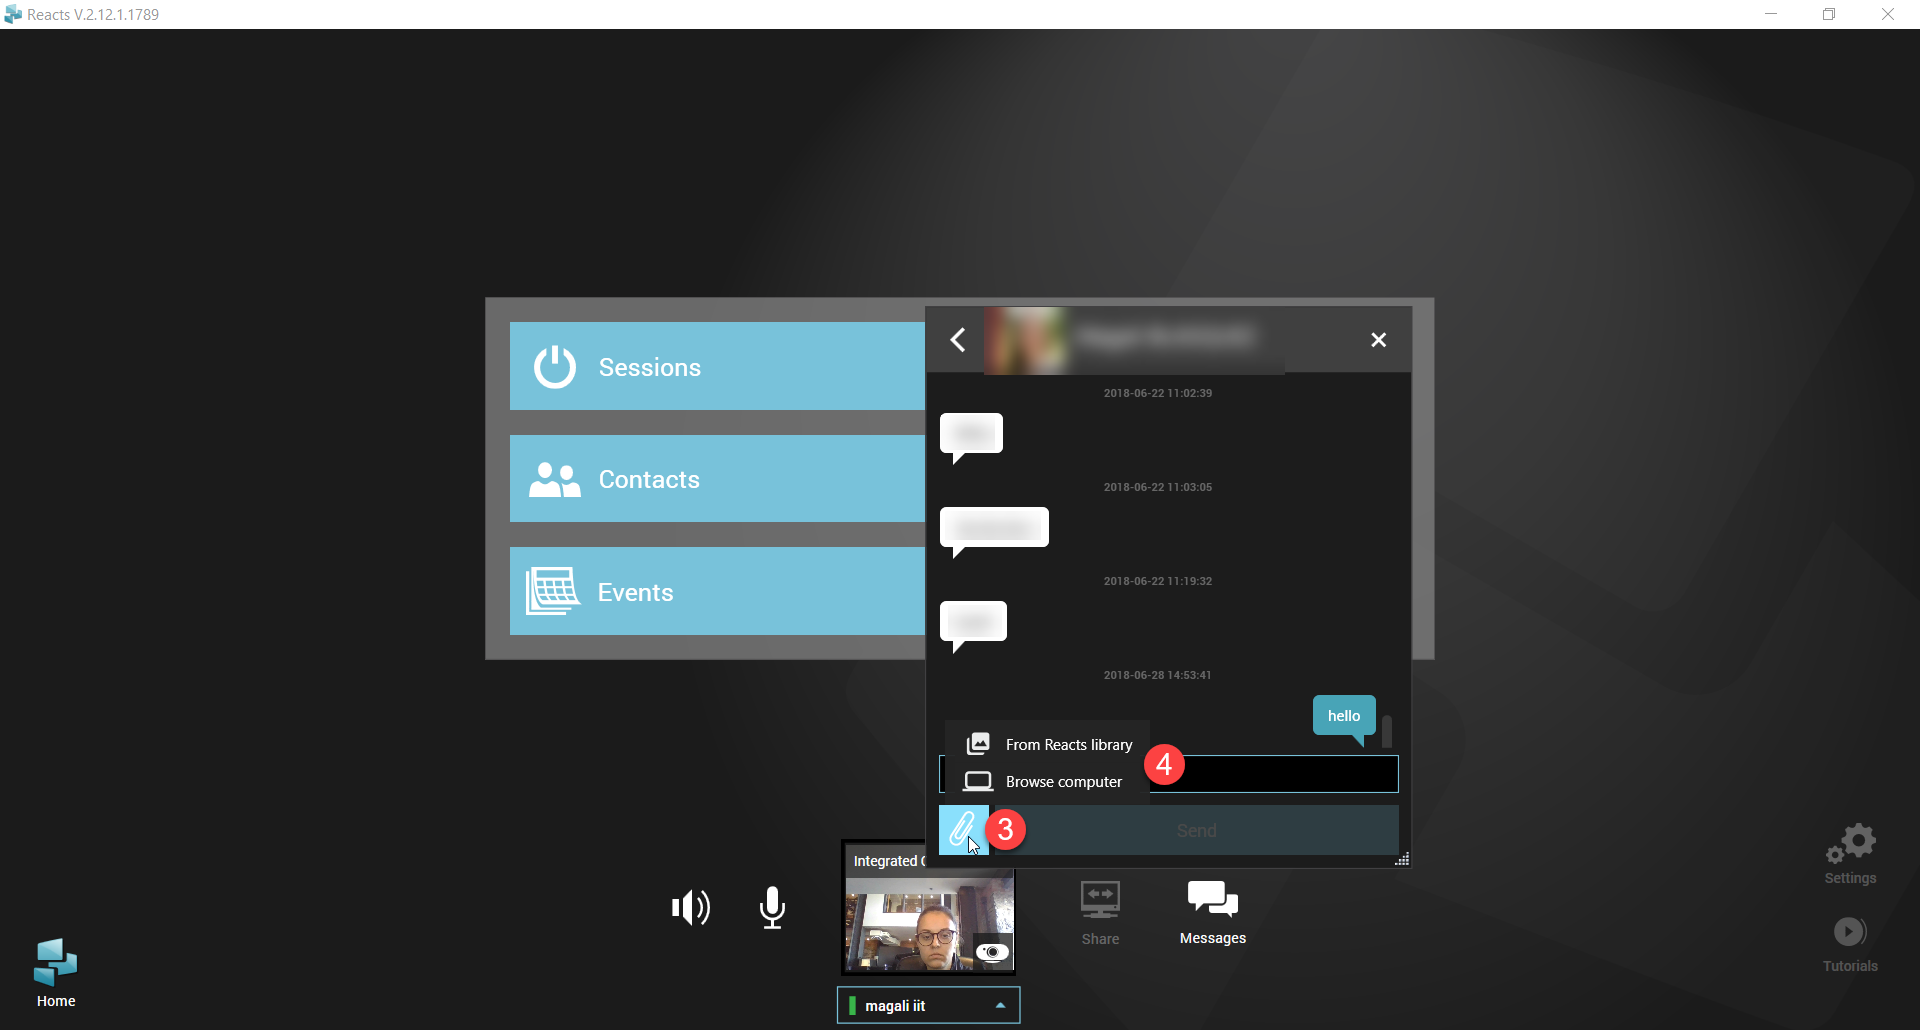 Reacts V.2.12.1.1789
Sessions
Contacts
Events
2018-06-22 11:02:39
2018-06-22 11:03:05
2018-06-22 11:19:32
2018-06-28 14:53:41
hello
From Reacts library
Browse computer
4
3
Send
Integrated
Share
Messages
Settings
Tutorials
Home
magali iit